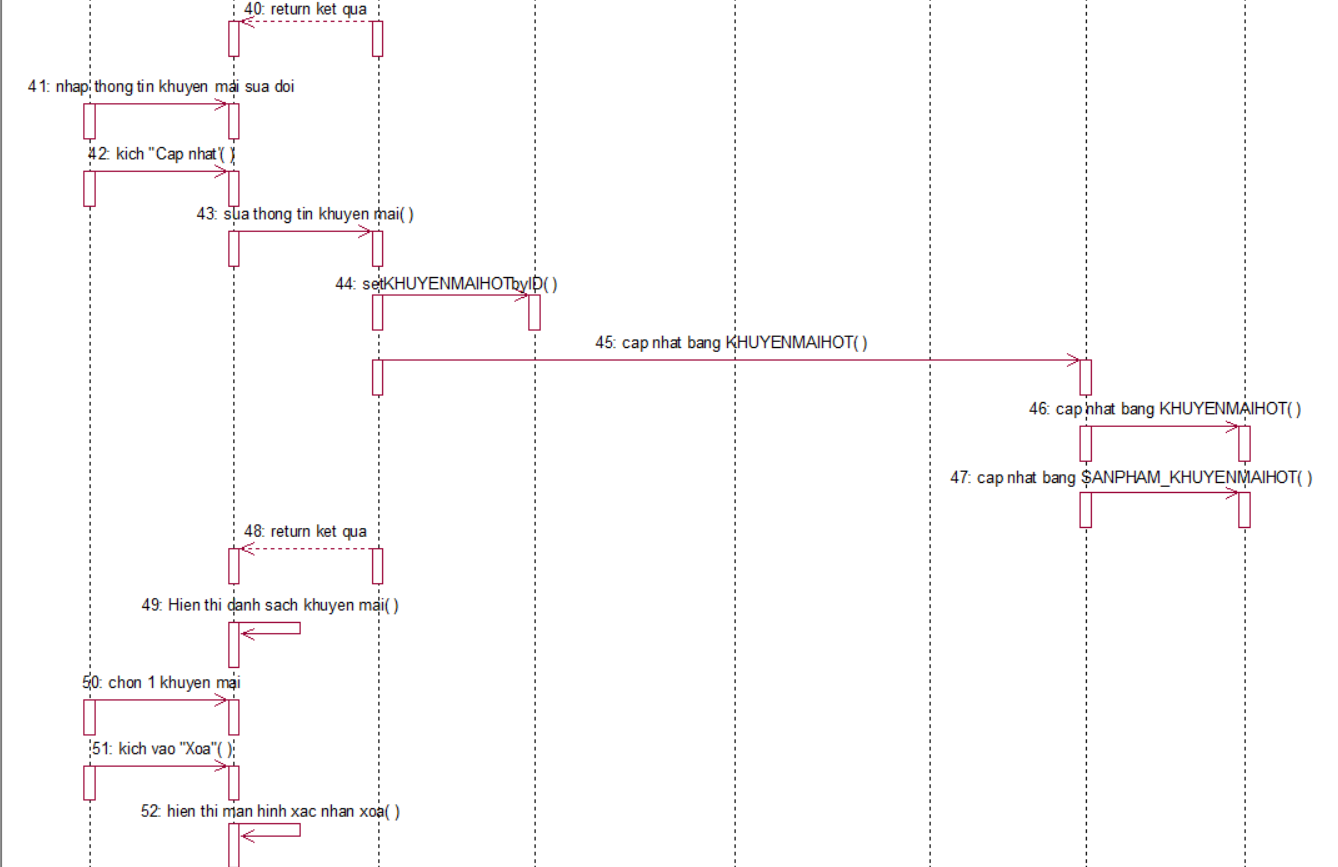 40: return ket qua
41: nhap thong tin khuyen mai sua doi
42: kich "Cap nhat"( )
43: sua thong tin khuyen mai( )
44: setKHUYENMAIHOTbyID( )
45: cap nhat bang KHUYENMAIHOT( )
46: cap nhat bang KHUYENMAIHOT( )
47: cap nhat bang SANPHAM_KHUYENMAIHOT( )
48: return ket qua
49: Hien thi danh sach khuyen mai( )
50: chon 1 khuyen mai
51: kich vao "Xoa"( )
52: hien thi man hinh xac nhan xoa( )